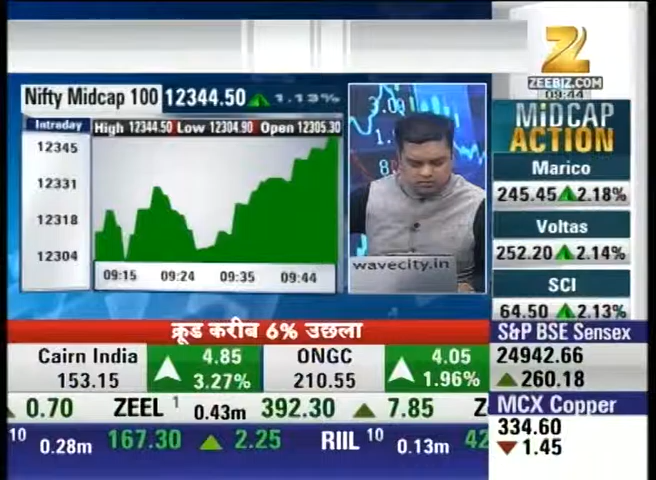 ZEEBIZ.COM
09:44
Nifty Midcap 100 12344.50 1.13%
Intraday High 12344.50 Low 12304.90 Open 12305.30
12345
12331
12318
12304
09:15 09:24 09:35 09:44
wavecity.in
MiDCAP
ACTION
Marico
245.45 2.18%
Voltas
252.20 2.14%
SCI
64.50 2.13%
क्रूड करीब 6% उछला
Cairn India 4.85 ONGC 4.05
153.15 3.27% 210.55 1.96%
0.70 ZEEL 1 0.43m 392.30 7.85 Z
10 0.28m 167.30 2.25 RIIL 10 0.13m 42
S&P BSE Sensex
24942.66
260.18
MCX Copper
334.60
1.45